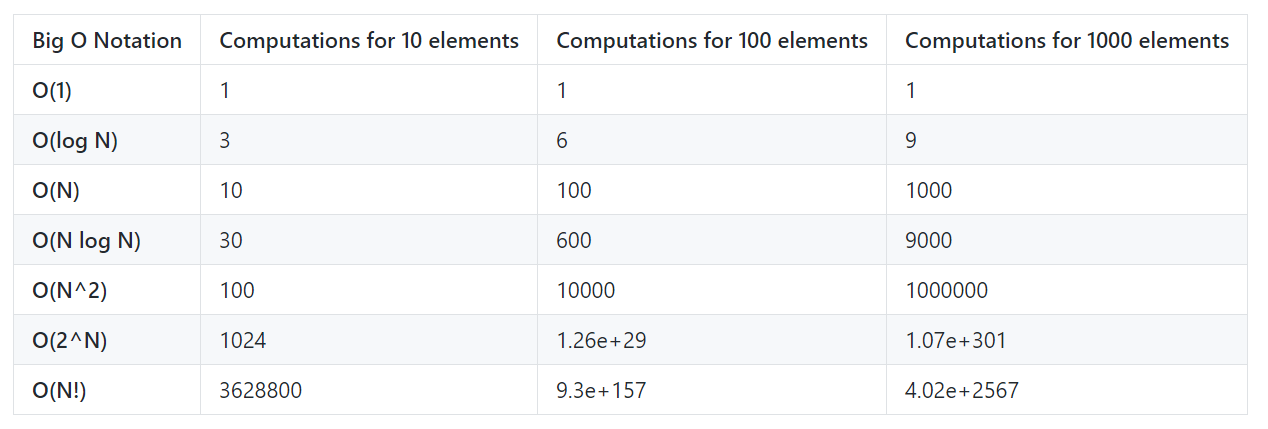 Big O Notation Computations for 10 elements Computations for 100 elements Computations for 1000 elements
O(1) 1 1 1
O(log N) 3 6 9
O(N) 10 100 1000
O(N log N) 30 600 9000
O(N^2) 100 10000 1000000
O(2^N) 1024 1.26e+29 1.07e+301
O(N!) 3628800 9.3e+157 4.02e+2567